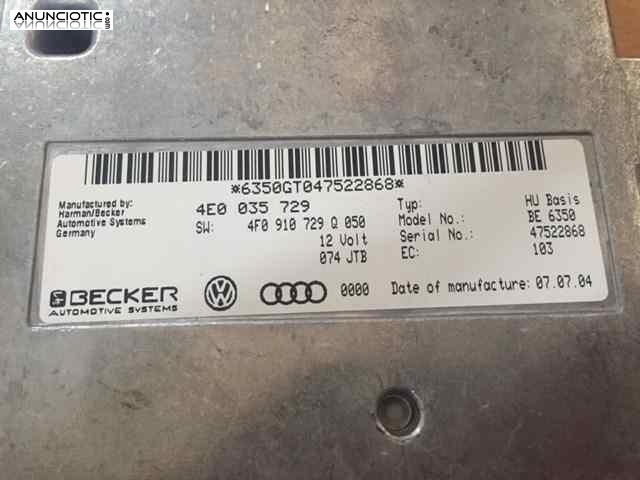 ANUNCIOTIC
.com
*6350GT047522868*
Manufactured by:
Harman/Becker
Automotive Systems
Germany
4E0 035 729
SW: 4F0 910 729 Q 050
12 Volt
074 JTB
Typ: HU Basis
Model No.: BE 6350
Serial No.: 47522868
EC: 103
BECKER
AUTOMOTIVE SYSTEMS
0000
Date of manufacture: 07.07.04